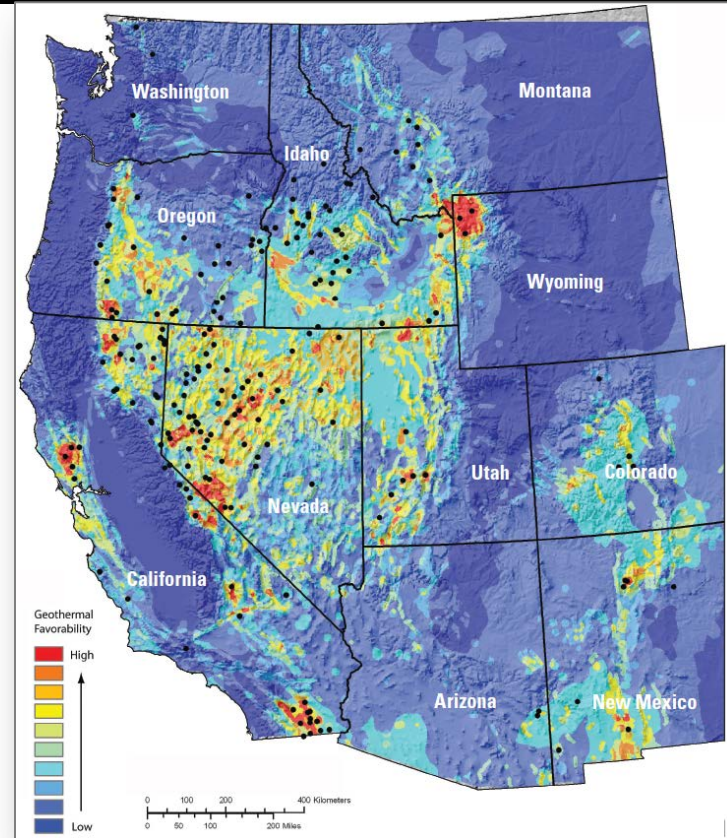 Washington
Montana
Idaho
Oregon
Wyoming
Utah
Colorado
Nevada
California
Arizona
New Mexico
Geothermal
Favorability
High
Low
0 100 200 400 Kilometers
0 50 100 200 Miles